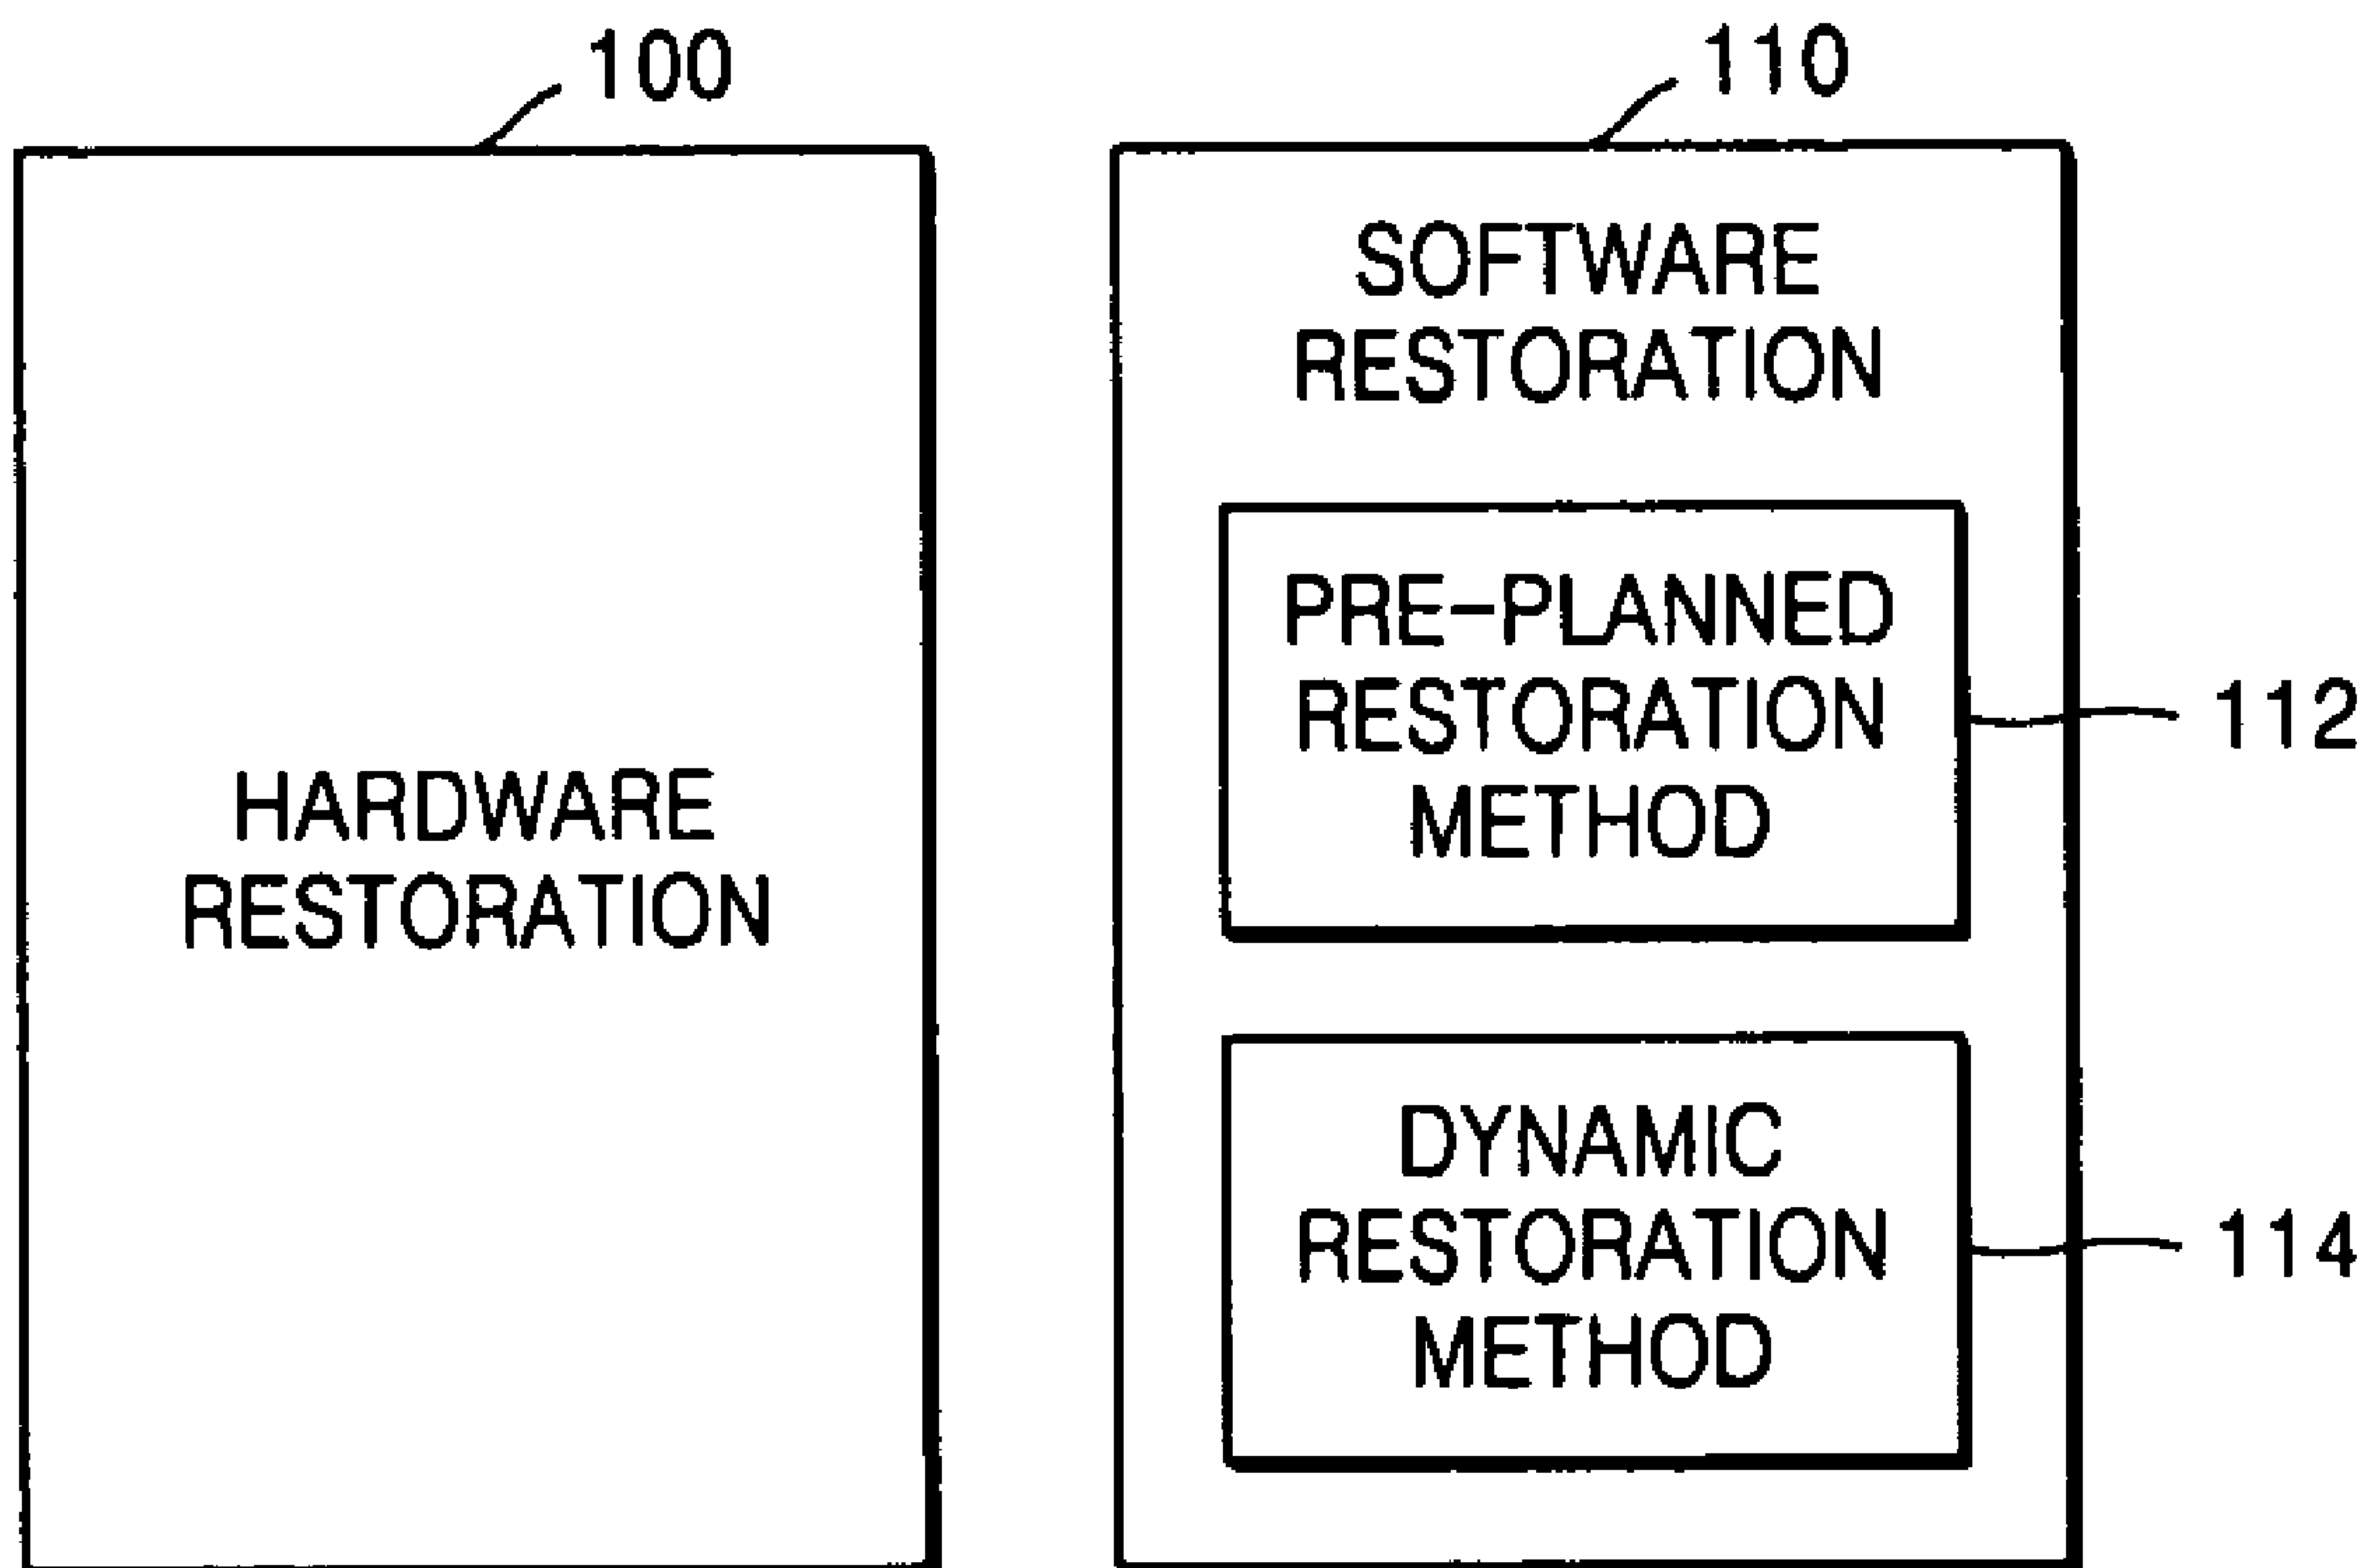 100
HARDWARE
RESTORATION
110
SOFTWARE
RESTORATION
PRE-PLANNED
RESTORATION
METHOD
112
DYNAMIC
RESTORATION
METHOD
114